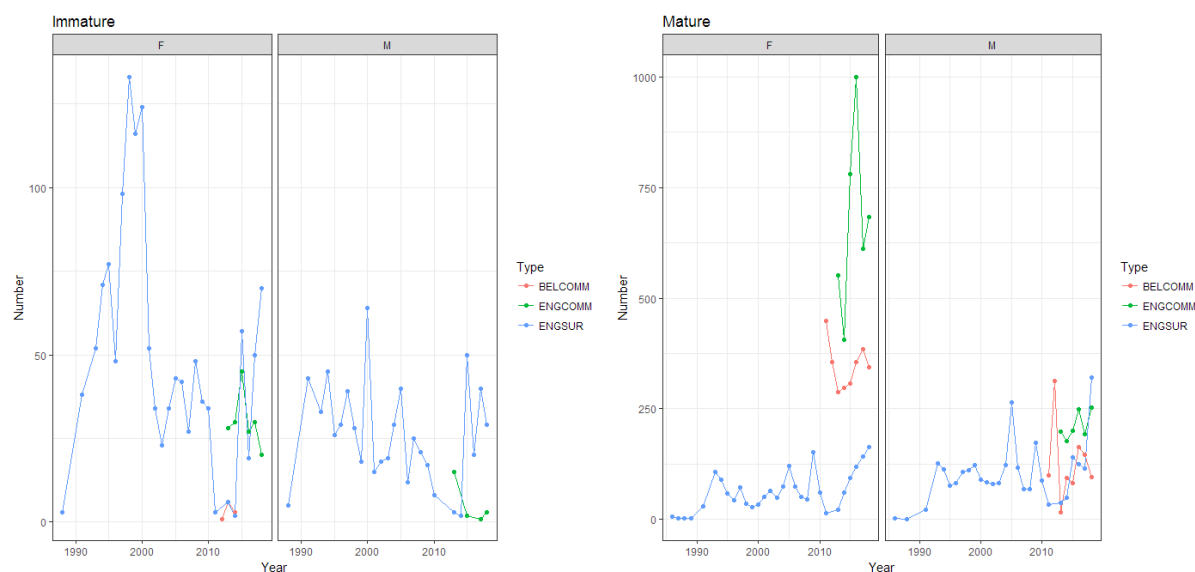 Immature
F
M
100
50
0
Number
1990
2000
2010
1990
2000
2010
Year
Type
BELCOMM
ENGCOMM
ENGSUR
Mature
F
M
1000
750
500
250
0
Number
1990
2000
2010
1990
2000
2010
Year
Type
BELCOMM
ENGCOMM
ENGSUR